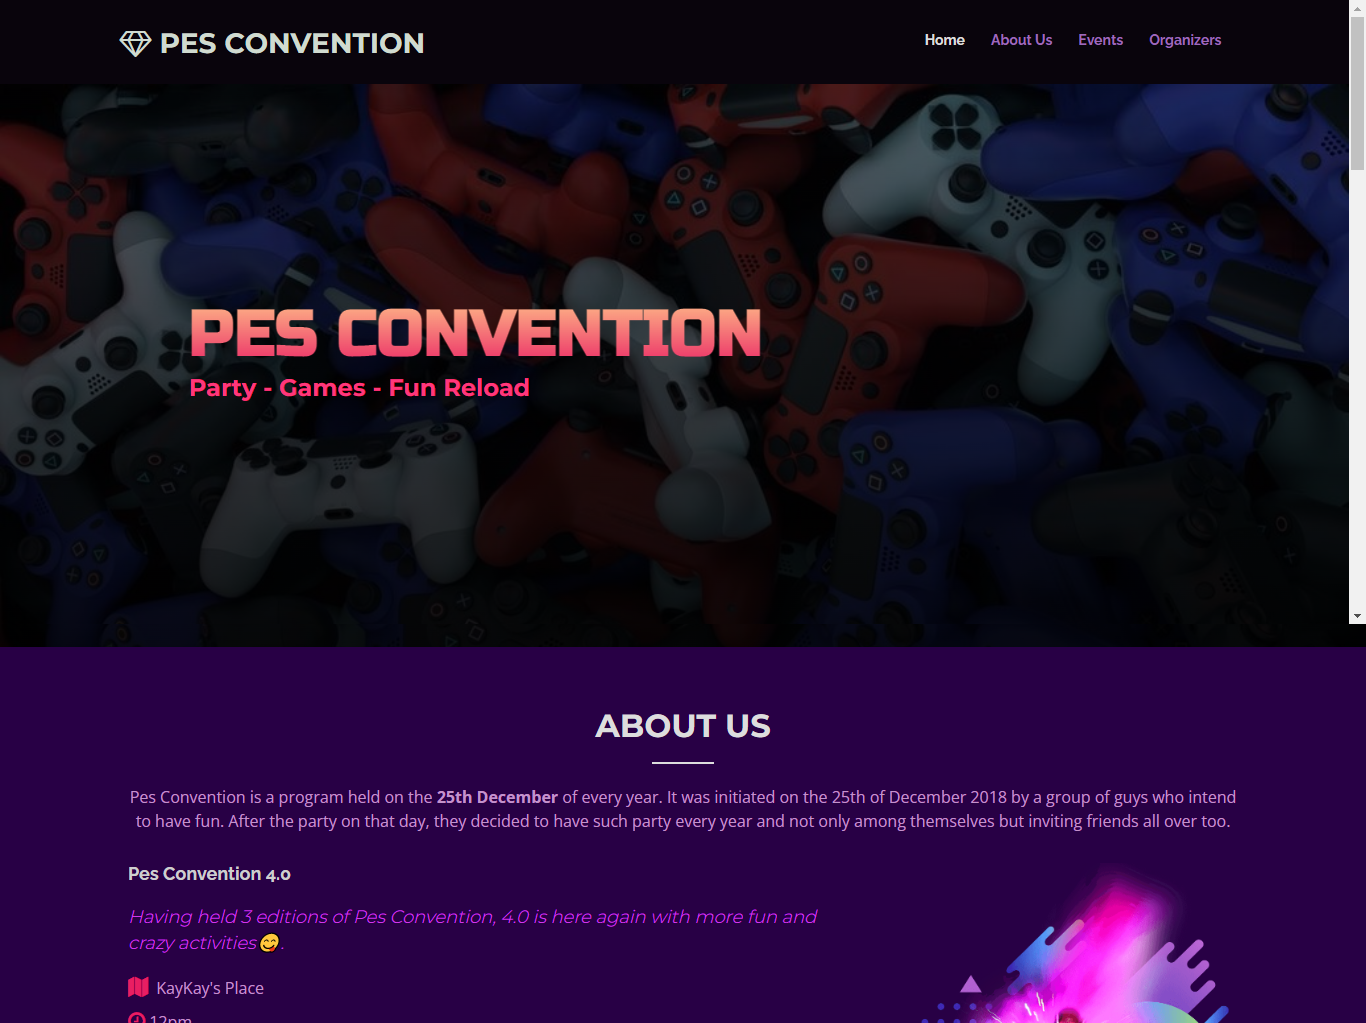 PES CONVENTION
Home About Us Events Organizers
PES CONVENTION
Party - Games - Fun Reload
ABOUT US
Pes Convention is a program held on the 25th December of every year. It was initiated on the 25th of December 2018 by a group of guys who intend
to have fun. After the party on that day, they decided to have such party every year and not only among themselves but inviting friends all over too.
Pes Convention 4.0
Having held 3 editions of Pes Convention, 4.0 is here again with more fun and
crazy activities😋.
KayKay's Place
12pm